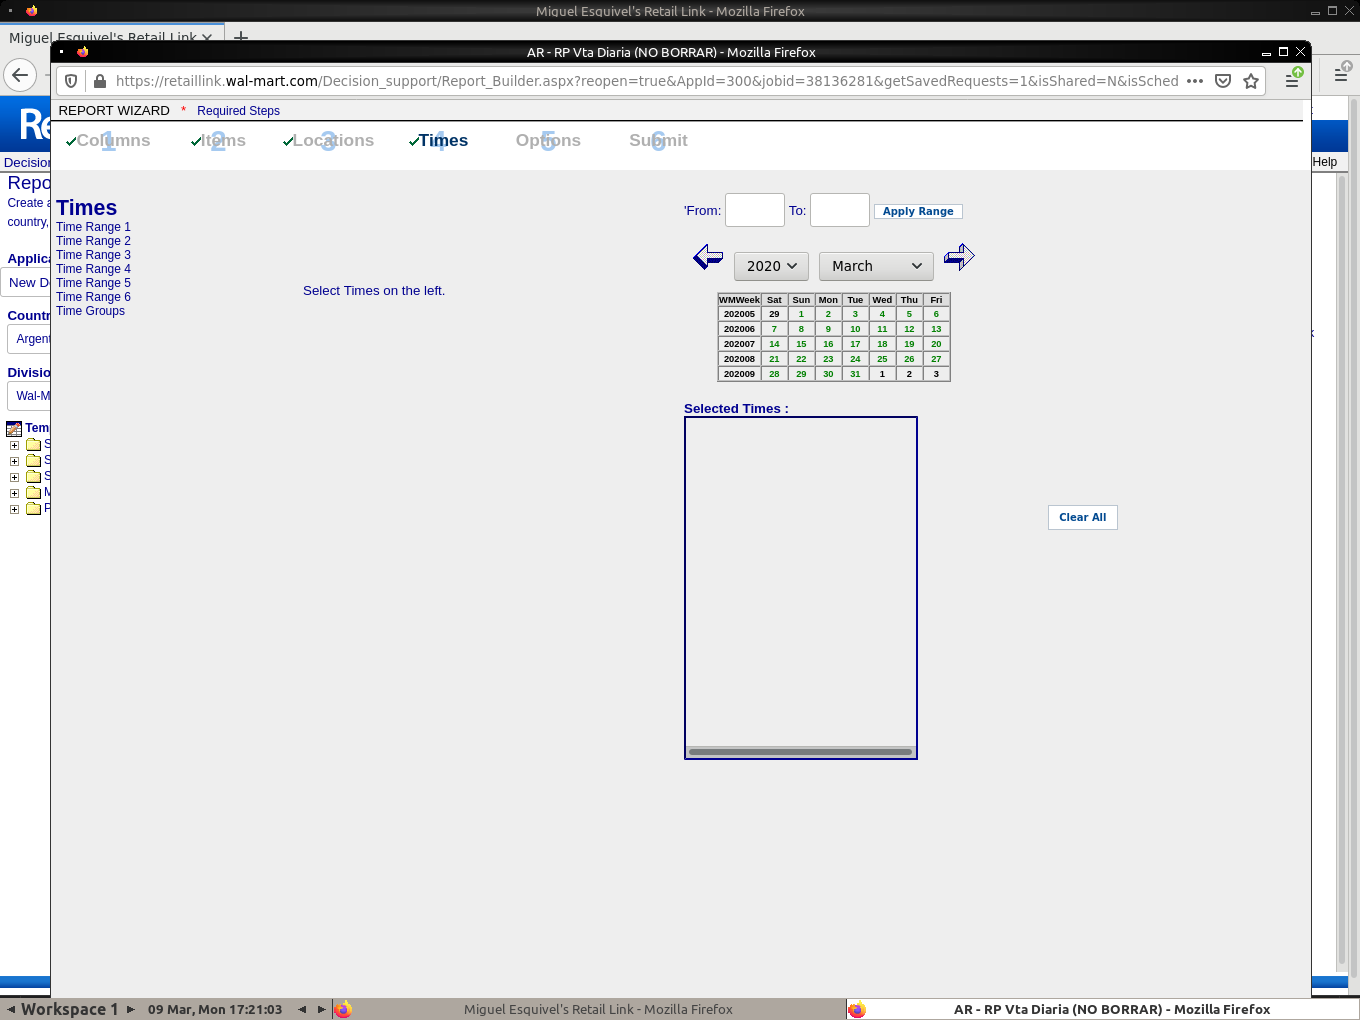 Miguel Esquivel's Retail Link - Mozilla Firefox
Miguel Esquivel's Retail Link
AR - RP Vta Diaria (NO BORRAR) - Mozilla Firefox
https://retaillink.wal-mart.com/Decision_support/Report_Builder.aspx?reopen=true&AppId=300&jobid=38136281&getSavedRequests=1&isShared=N&isSched
REPORT WIZARD * Required Steps
1 Columns 2 Items 3 Locations 4 Times 5 Options 6 Submit
Help
Times
Time Range 1
Time Range 2
Time Range 3
Time Range 4
Time Range 5
Time Range 6
Time Groups
Select Times on the left.
'From: To: Apply Range
2020 March
WMWeek Sat Sun Mon Tue Wed Thu Fri
202005 29 1 2 3 4 5 6
202006 7 8 9 10 11 12 13
202007 14 15 16 17 18 19 20
202008 21 22 23 24 25 26 27
202009 28 29 30 31 1 2 3
Selected Times :
Clear All
Re
Decision
Repo
Create a
country,
Applica
New D
Countr
Argent
Divisio
Wal-M
Tem
S
S
S
M
P
Workspace 1 09 Mar, Mon 17:21:03 Miguel Esquivel's Retail Link - Mozilla Firefox AR - RP Vta Diaria (NO BORRAR) - Mozilla Firefox